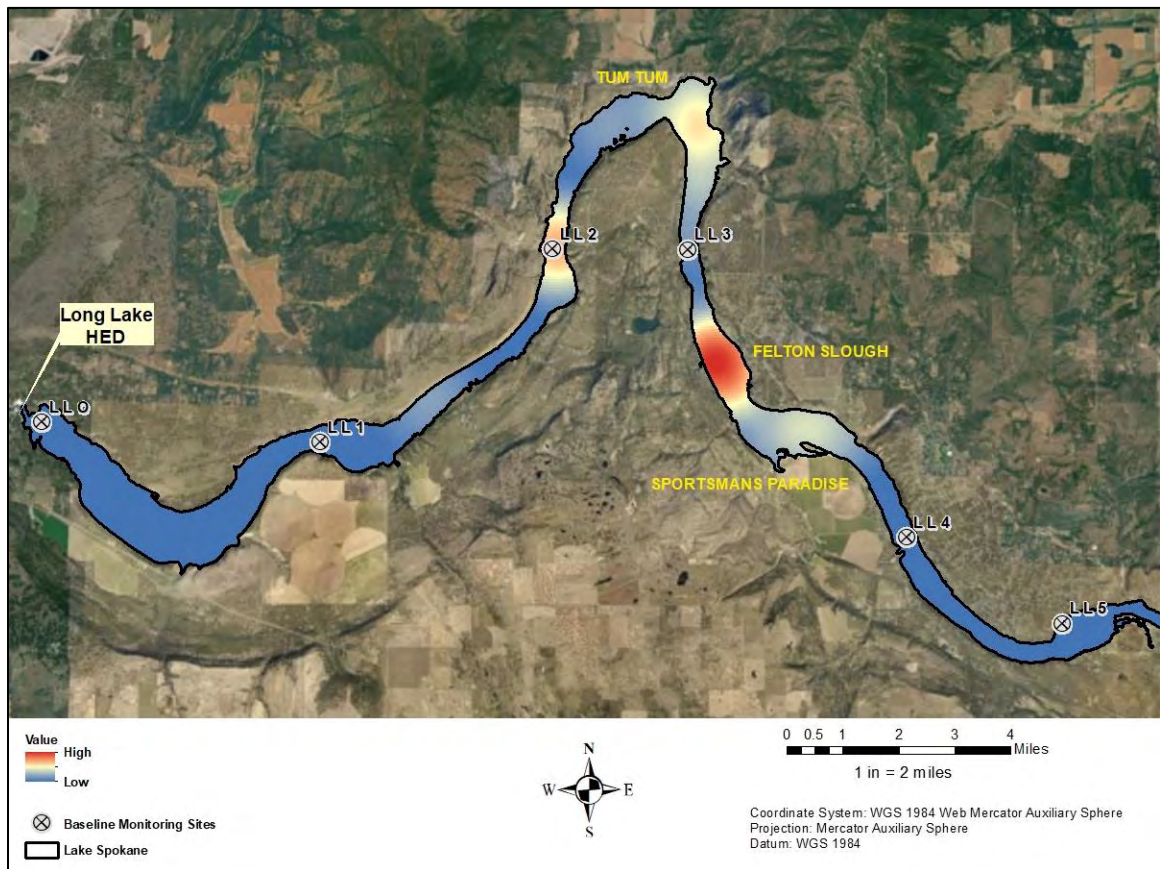 TUM TUM
LL2
LL3
Long Lake
HED
FELTON SLOUGH
LL0
LL1
SPORTSMANS PARADISE
LL4
LL5
Value
High
Low
Baseline Monitoring Sites
Lake Spokane
N
W E
S
0 0.5 1 2 3 4
Miles
1 in = 2 miles
Coordinate System: WGS 1984 Web Mercator Auxiliary Sphere
Projection: Mercator Auxiliary Sphere
Datum: WGS 1984